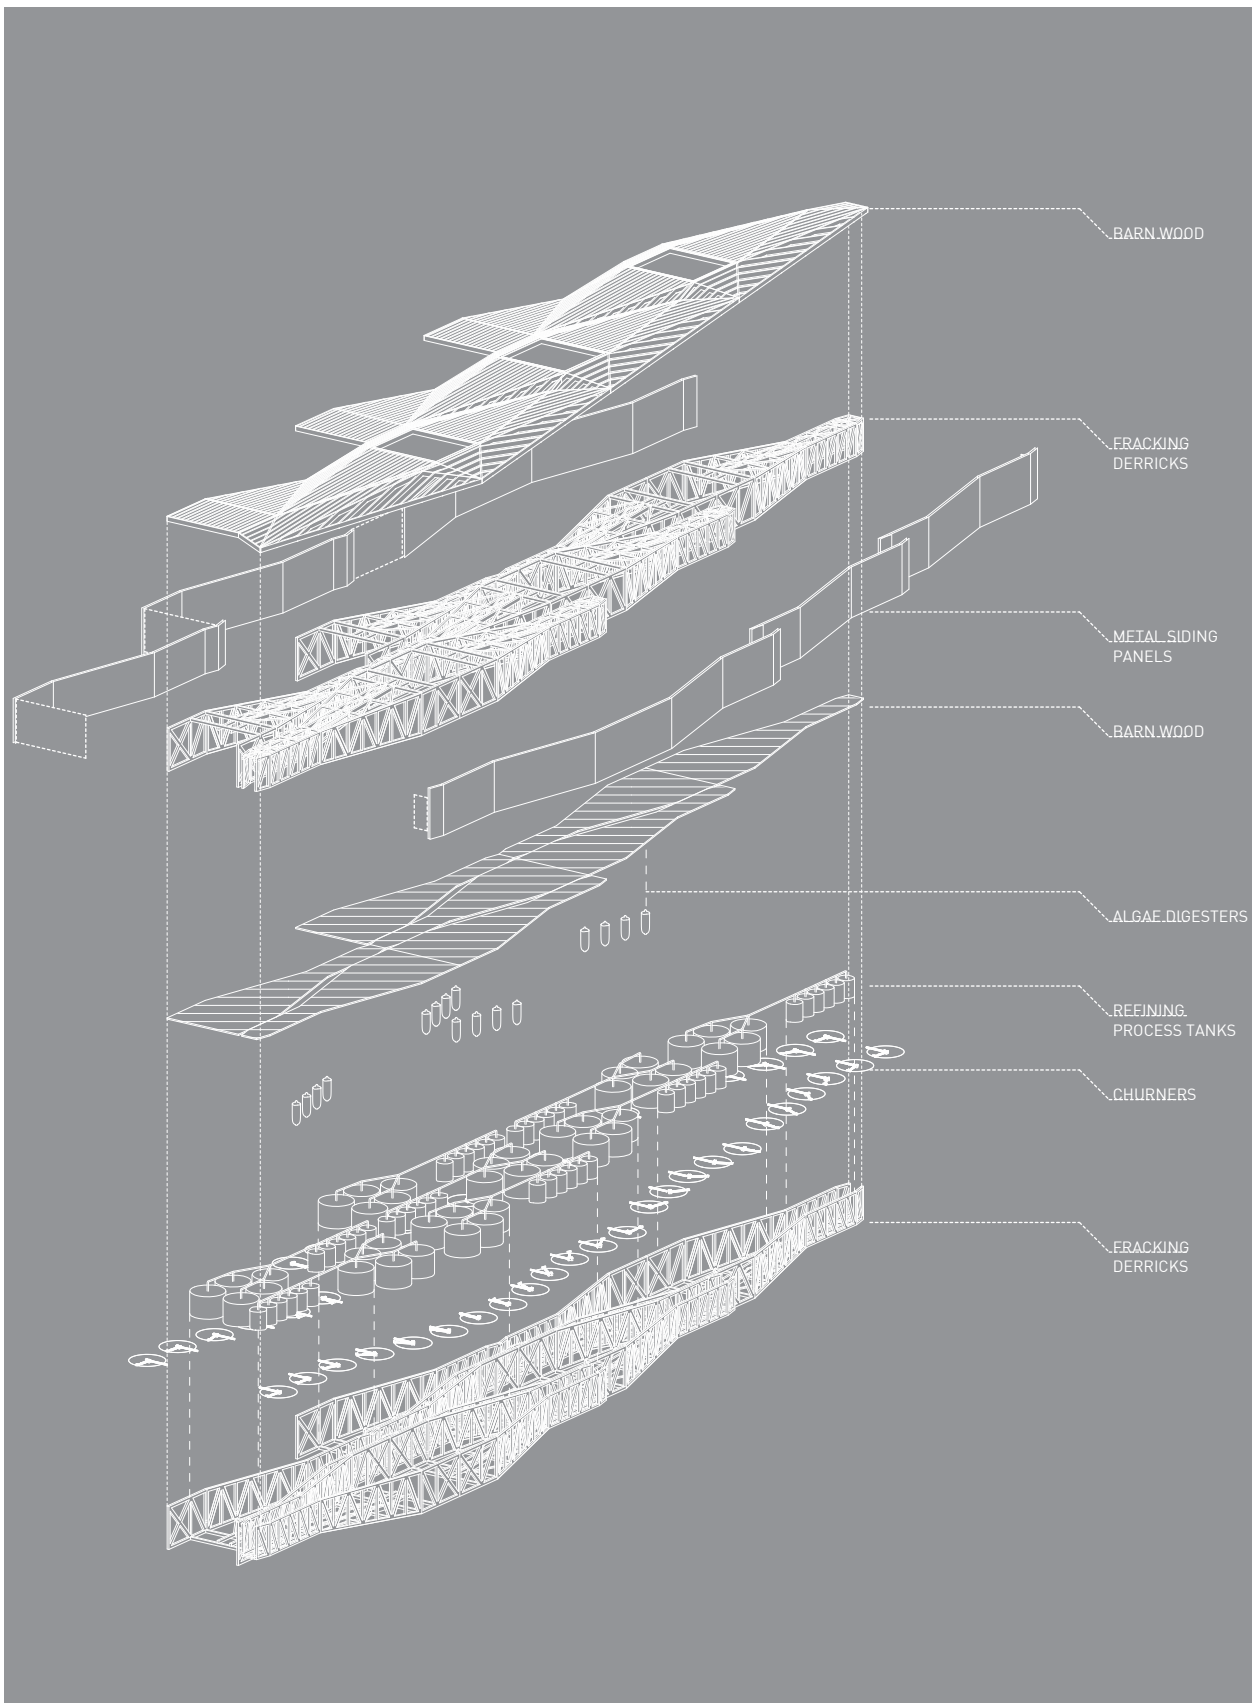 BARN WOOD
FRACKING
DERRICKS
METAL SIDING
PANELS
BARN WOOD
ALGAE DIGESTERS
REFINING
PROCESS TANKS
CHURNERS
FRACKING
DERRICKS